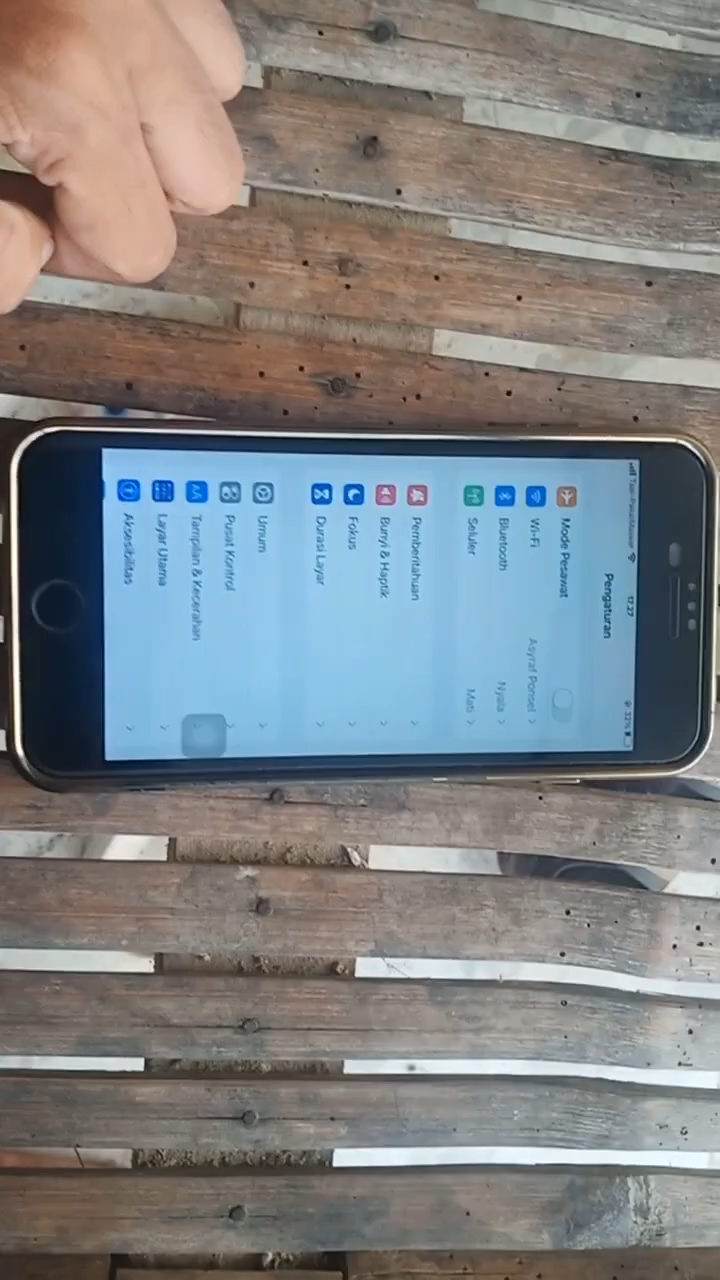 17.27
32%
Pengaturan
Mode Pesawat
Wi-Fi Asyraf Ponsel
Bluetooth Nyala
Seluler Mati
Pemberitahuan
Bunyi & Haptik
Fokus
Durasi Layar
Umum
Pusat Kontrol
Tampilan & Kecerahan
Layar Utama
Aksesibilitas